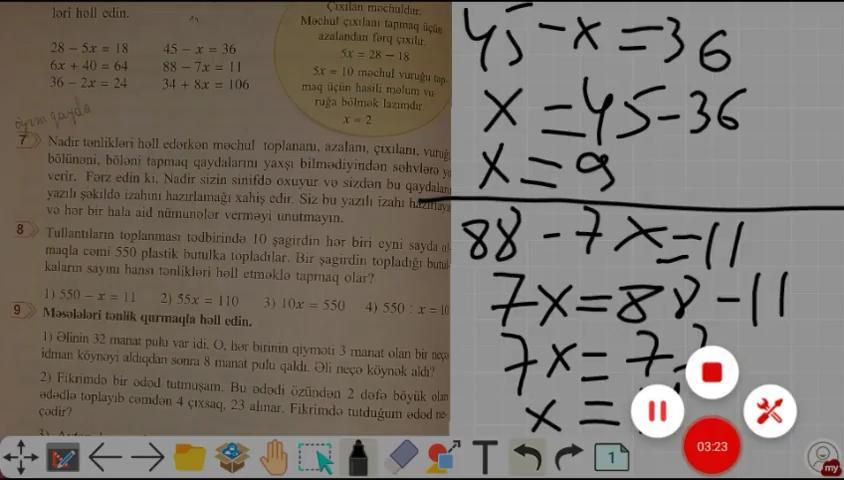 ləri həll edin.
28 − 5x = 18
45 − x = 36
6x + 40 = 64
88 − 7x = 11
36 − 2x = 24
34 + 8x = 106
Çıxılan məchuldur.
Məchul çıxılanı tapmaq üçün
azalandan fərq çıxılır.
5x = 28 − 18
5x = 10 məchul vuruğu tap-
maq üçün hasili məlum vu-
ruğa bölmək lazımdır.
x = 2
qayda
7 Nadir tənlikləri həll edərkən məchul toplananı, azalanı, çıxılanı, vuruğu
bölünəni, böləni tapmaq qaydalarını yaxşı bilmədiyindən səhvlərə
verir. Fərz edin ki, Nadir sizin sinifdə oxuyur və sizdən bu qaydaların
yazılı şəkildə izahını hazırlamağı xahiş edir. Siz bu yazılı izahı
və hər bir hala aid nümunələr verməyi unutmayın.
8 Tullantıların toplanması tədbirində 10 şagirdin hər biri eyni sayda
maqla cəmi 550 plastik butulka topladılar. Bir şagirdin topladığı butul-
kaların sayını hansı tənlikləri həll etməklə tapmaq olar?
1) 550 − x = 11 2) 55x = 110 3) 10x = 550 4) 550 : x = 10
9 Məsələləri tənlik qurmaqla həll edin.
1) Əlinin 32 manat pulu var idi. O, hər birinin qiyməti 3 manat olan bir neçə
idman köynəyi aldıqdan sonra 8 manat pulu qaldı. Əli neçə köynək aldı?
2) Fikrimdə bir ədəd tutmuşam. Bu ədədi özündən 2 dəfə böyük olan
ədədlə toplayıb cəmdən 4 çıxsaq, 23 alınar. Fikrimdə tutduğum ədəd ne-
çədir?
45 − x = 36
x = 45 − 36
x = 9
88 − 7x = 11
7x = 88 − 11
7x = 7
x =
03:23
T
1
my